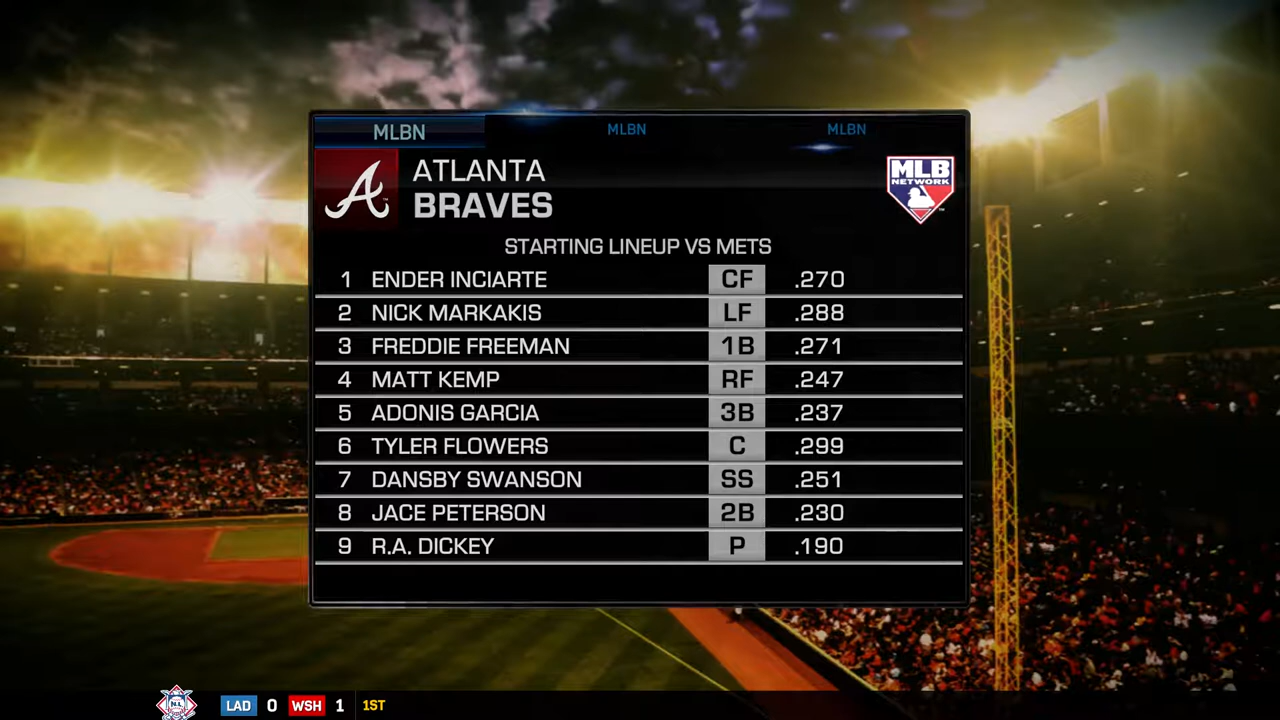 MLBN MLBN MLBN
ATLANTA
BRAVES
MLB
NETWORK
STARTING LINEUP VS METS
1 ENDER INCIARTE CF .270
2 NICK MARKAKIS LF .288
3 FREDDIE FREEMAN 1B .271
4 MATT KEMP RF .247
5 ADONIS GARCIA 3B .237
6 TYLER FLOWERS C .299
7 DANSBY SWANSON SS .251
8 JACE PETERSON 2B .230
9 R.A. DICKEY P .190
LAD 0 WSH 1 1ST